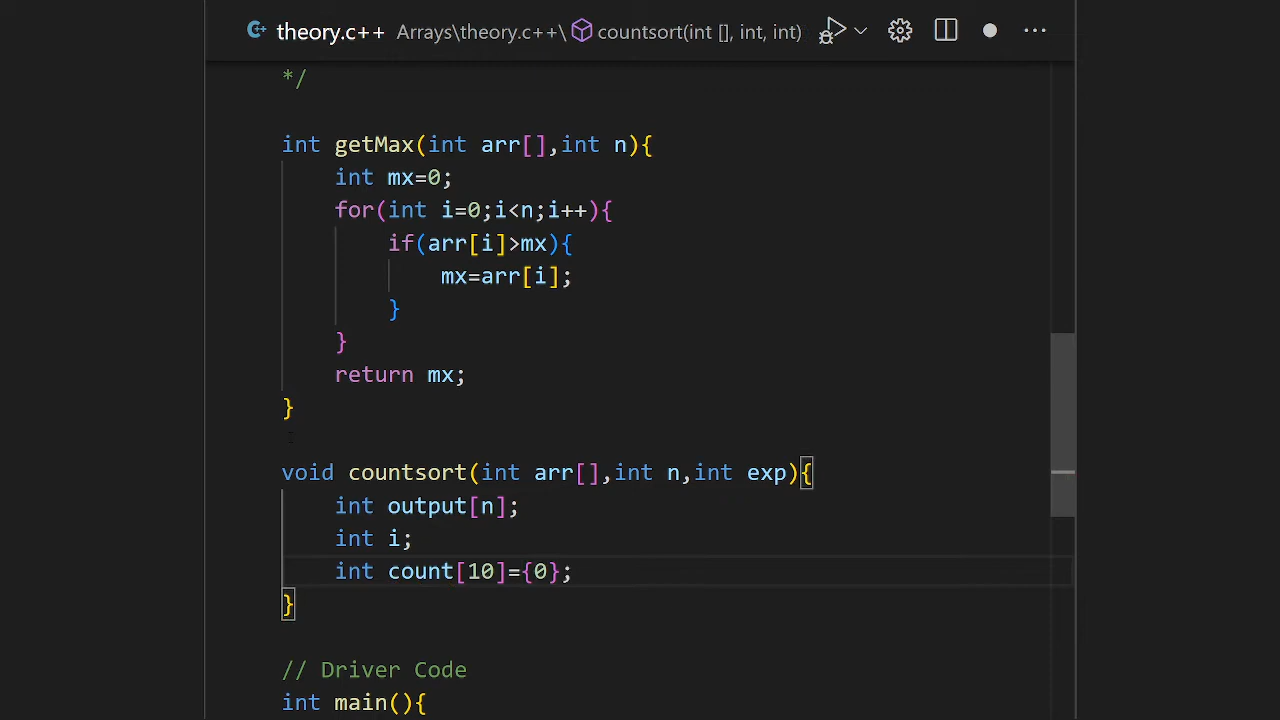 theory.c++ Arrays\theory.c++\ countsort(int [], int, int) ...
*/
int getMax(int arr[],int n){
int mx=0;
for(int i=0;i<n;i++){
if(arr[i]>mx){
mx=arr[i];
}
}
return mx;
}
void countsort(int arr[],int n,int exp){
int output[n];
int i;
int count[10]={0};
}
// Driver Code
int main(){